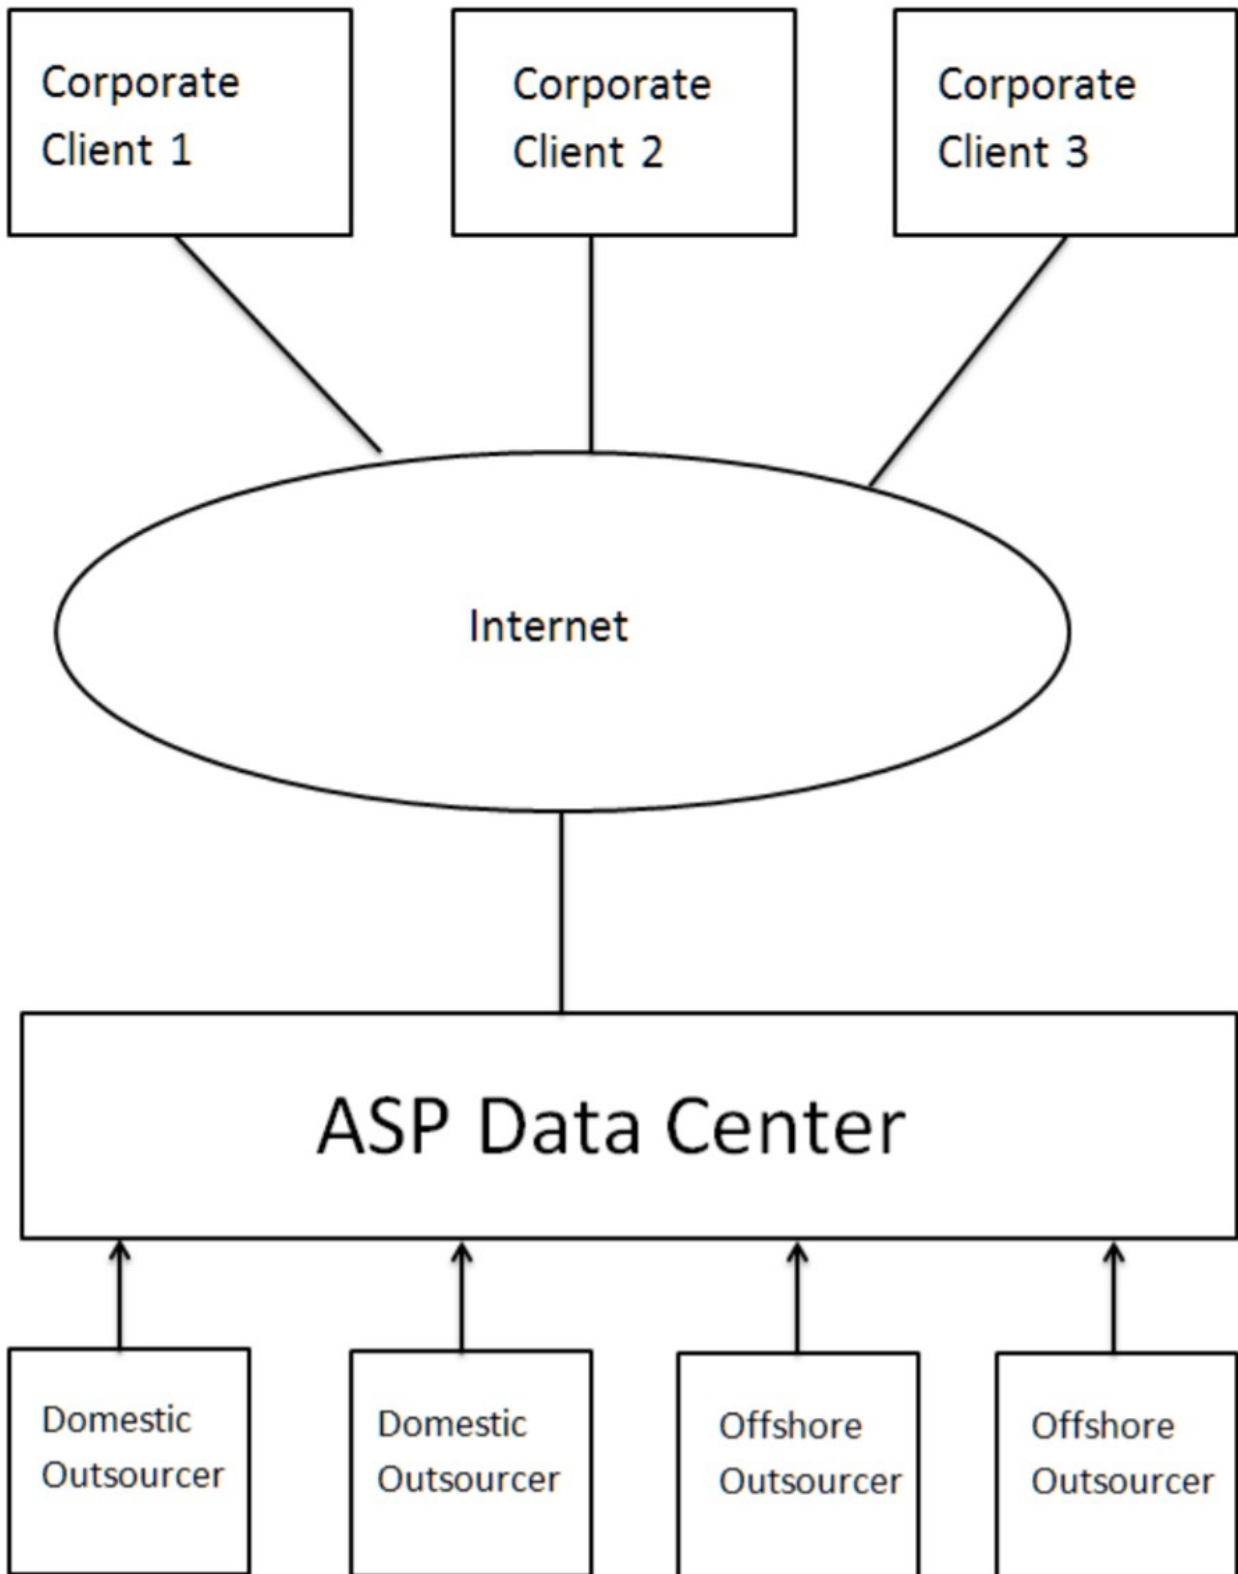 Corporate
Client 1
Corporate
Client 2
Corporate
Client 3
Internet
ASP Data Center
Domestic
Outsourcer
Domestic
Outsourcer
Offshore
Outsourcer
Offshore
Outsourcer